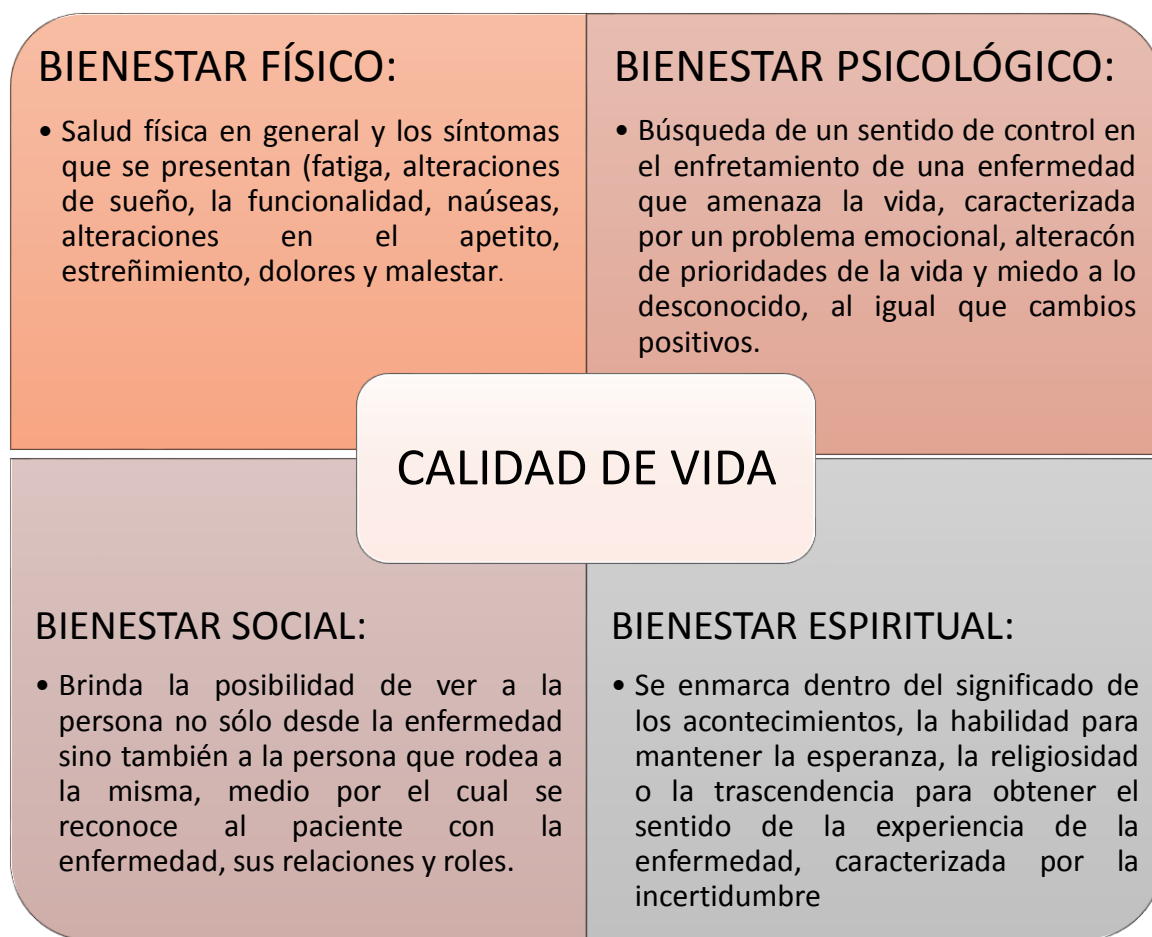 BIENESTAR FÍSICO:
• Salud física en general y los síntomas
que se presentan (fatiga, alteraciones
de sueño, la funcionalidad, naúseas,
alteraciones en el apetito,
estreñimiento, dolores y malestar.
BIENESTAR PSICOLÓGICO:
• Búsqueda de un sentido de control en
el enfretamiento de una enfermedad
que amenaza la vida, caracterizada
por un problema emocional, alteracón
de prioridades de la vida y miedo a lo
desconocido, al igual que cambios
positivos.
CALIDAD DE VIDA
BIENESTAR SOCIAL:
• Brinda la posibilidad de ver a la
persona no sólo desde la enfermedad
sino también a la persona que rodea a
la misma, medio por el cual se
reconoce al paciente con la
enfermedad, sus relaciones y roles.
BIENESTAR ESPIRITUAL:
• Se enmarca dentro del significado de
los acontecimientos, la habilidad para
mantener la esperanza, la religiosidad
o la trascendencia para obtener el
sentido de la experiencia de la
enfermedad, caracterizada por la
incertidumbre